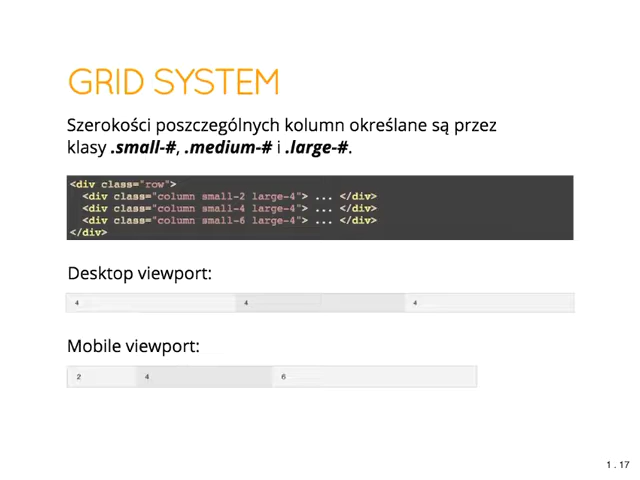 GRID SYSTEM
Szerokości poszczególnych kolumn określane są przez
klasy .small-#, .medium-# i .large-#.
<div class="row">
<div class="column small-2 large-4"> ... </div>
<div class="column small-4 large-4"> ... </div>
<div class="column small-6 large-4"> ... </div>
</div>
Desktop viewport:
4 4 4
Mobile viewport:
2 4 6
1 . 17